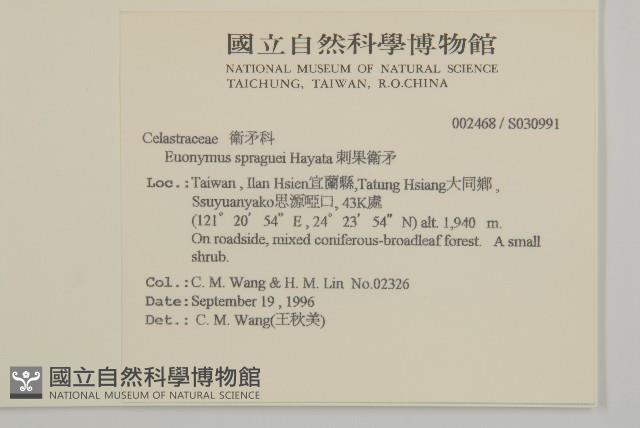 國立自然科學博物館
NATIONAL MUSEUM OF NATURAL SCIENCE
TAICHUNG, TAIWAN, R.O.CHINA
002468 / S030991
Celastraceae 衛矛科
Euonymus spraguei Hayata 刺果衛矛
Loc.:Taiwan , Ilan Hsien宜蘭縣,Tatung Hsiang大同鄉 ,
Ssuyuanyako思源啞口, 43K處
(121° 20′ 54〞E , 24° 23′ 54〞N) alt. 1,940 m.
On roadside, mixed coniferous-broadleaf forest. A small
shrub.
Col.: C. M. Wang & H. M. Lin No.02326
Date:September 19 , 1996
Det.: C. M. Wang(王秋美)
國立自然科學博物館
NATIONAL MUSEUM OF NATURAL SCIENCE